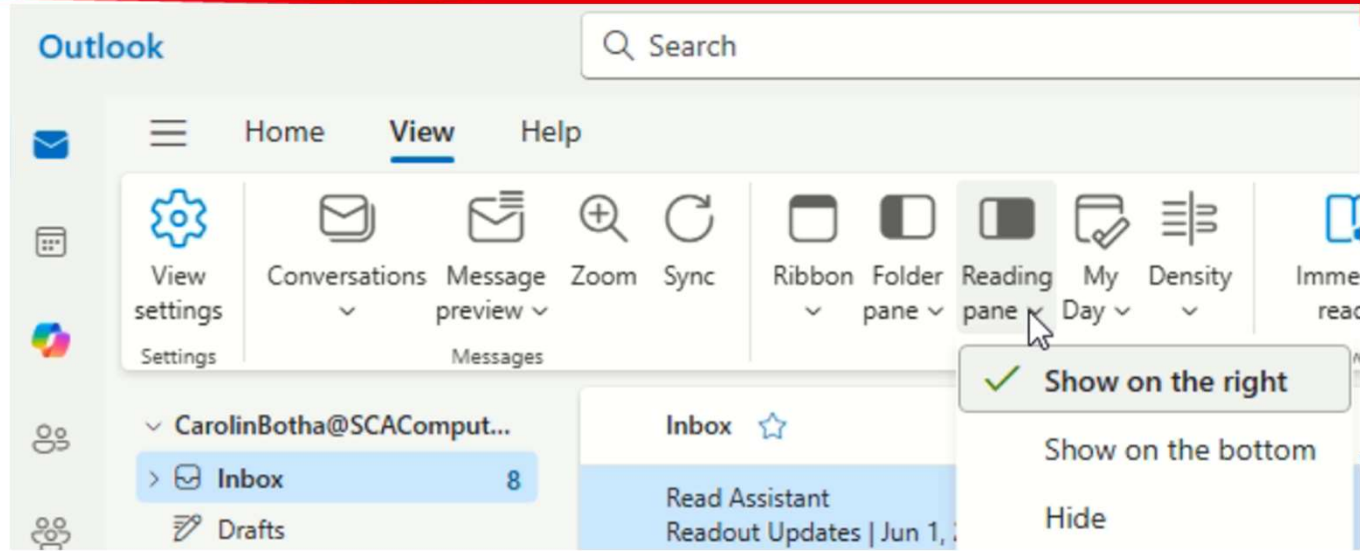 Outlook
Search
Home View Help
View settings
Conversations
Message preview
Zoom
Sync
Ribbon
Folder pane
Reading pane
My Day
Density
Settings
Messages
Show on the right
Show on the bottom
Hide
CarolinBotha@SCAComput...
Inbox 8
Drafts
Inbox
Read Assistant
Readout Updates | Jun 1,